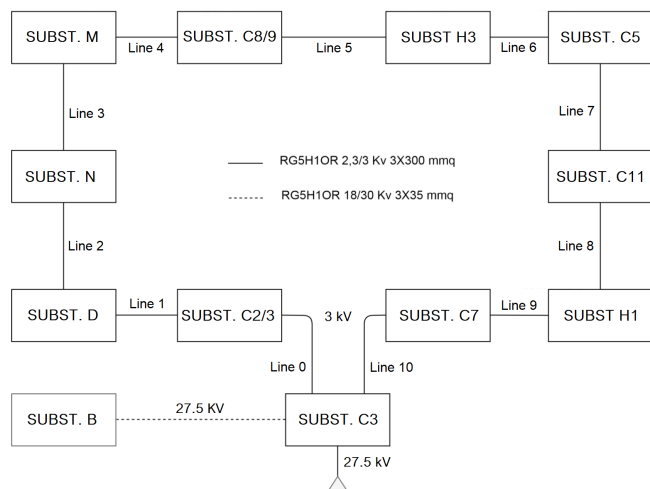 SUBST. M
Line 4
SUBST. C8/9
Line 5
SUBST H3
Line 6
SUBST. C5
Line 3
Line 7
RG5H1OR 2,3/3 Kv 3X300 mmq
SUBST. N
SUBST. C11
RG5H1OR 18/30 Kv 3X35 mmq
Line 2
Line 8
SUBST. D
Line 1
SUBST. C2/3
3 kV
SUBST. C7
Line 9
SUBST H1
Line 0
Line 10
SUBST. B
27.5 KV
SUBST. C3
27.5 kV